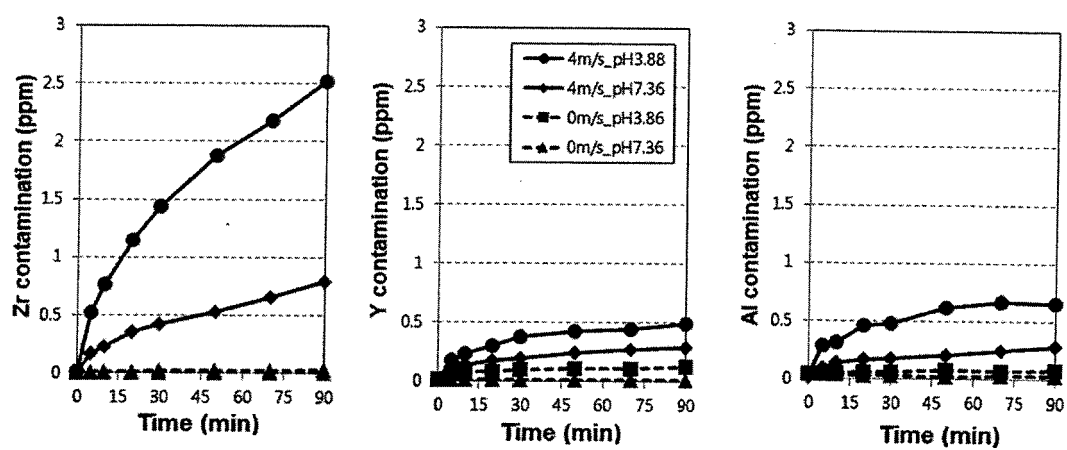 3
2.5
2
1.5
1
0.5
0
Zr contamination (ppm)
0 15 30 45 60 75 90
Time (min)
3
2.5
2
1.5
1
0.5
0
Y contamination (ppm)
4m/s_pH3.88
4m/s_pH7.36
0m/s_pH3.86
0m/s_pH7.36
0 15 30 45 60 75 90
Time (min)
3
2.5
2
1.5
1
0.5
0
Al contamination (ppm)
0 15 30 45 60 75 90
Time (min)